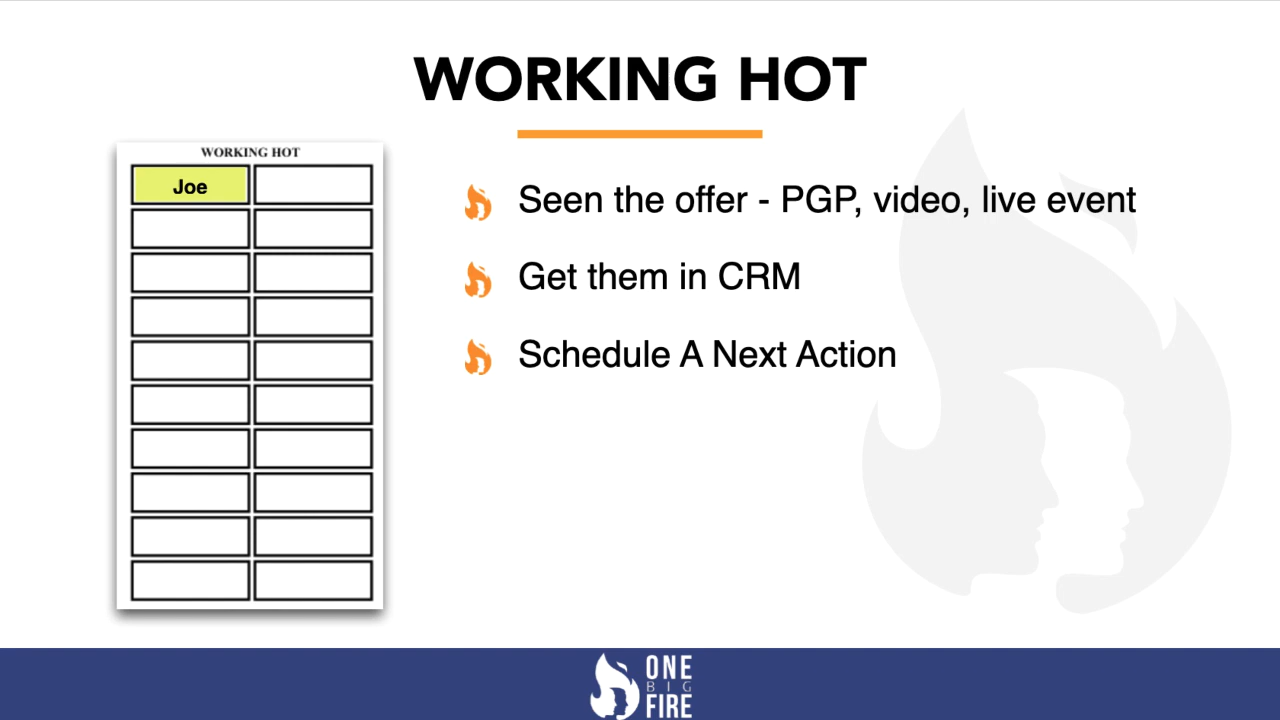 WORKING HOT
WORKING HOT
Joe
Seen the offer - PGP, video, live event
Get them in CRM
Schedule A Next Action
ONE
BIG
FIRE